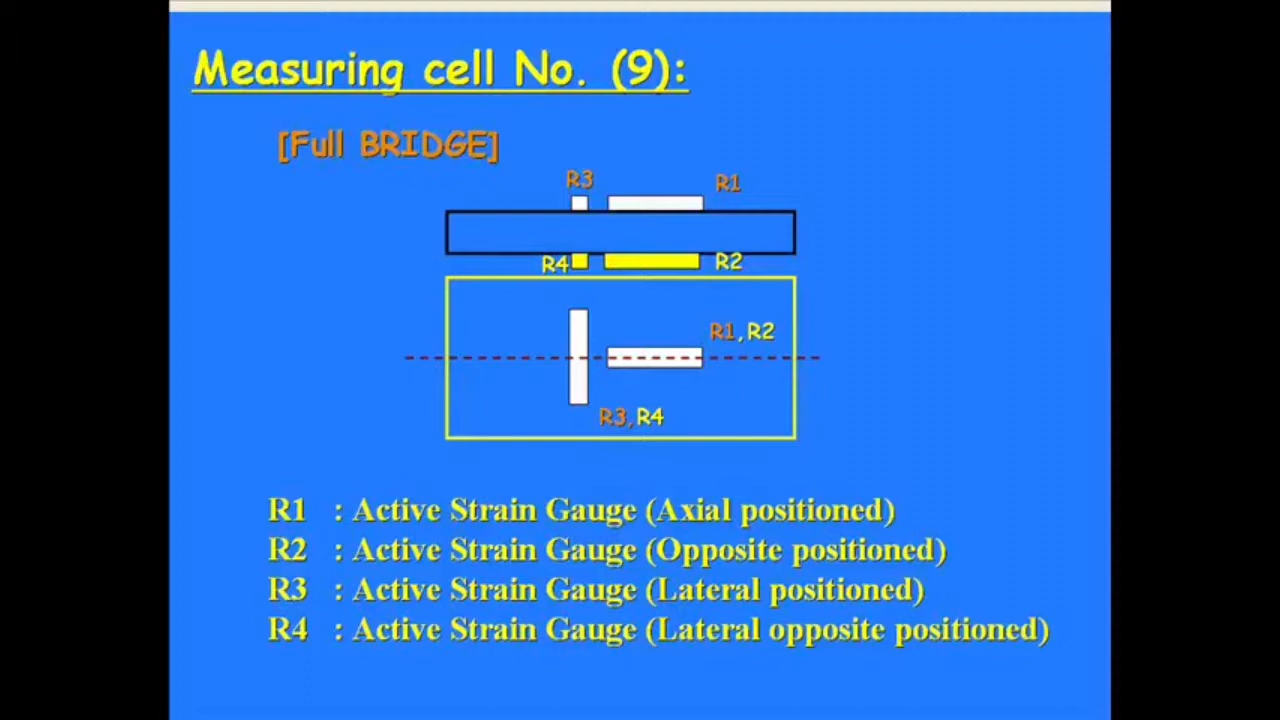 Measuring cell No. (9):
[Full BRIDGE]
R3
R1
R4
R2
R1,R2
R3,R4
R1 : Active Strain Gauge (Axial positioned)
R2 : Active Strain Gauge (Opposite positioned)
R3 : Active Strain Gauge (Lateral positioned)
R4 : Active Strain Gauge (Lateral opposite positioned)